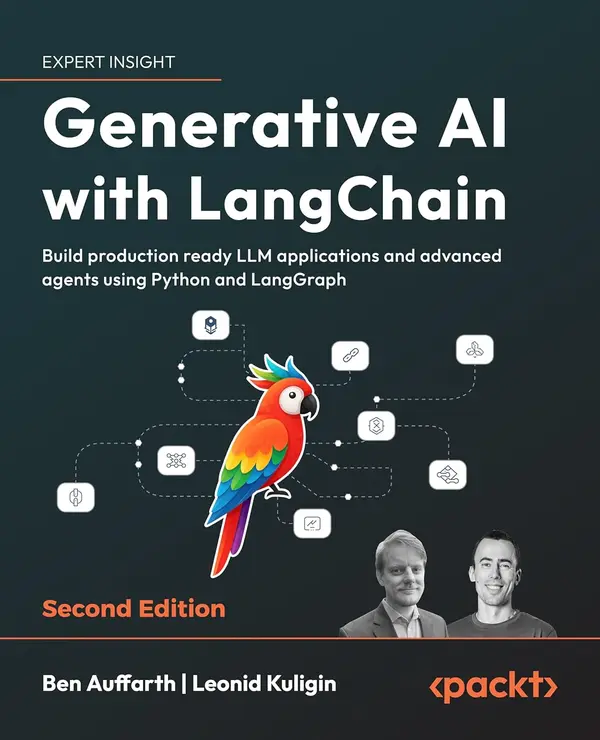 EXPERT INSIGHT
Generative AI
with LangChain
Build production ready LLM applications and advanced
agents using Python and LangGraph
Second Edition
Ben Auffarth | Leonid Kuligin
<packt>